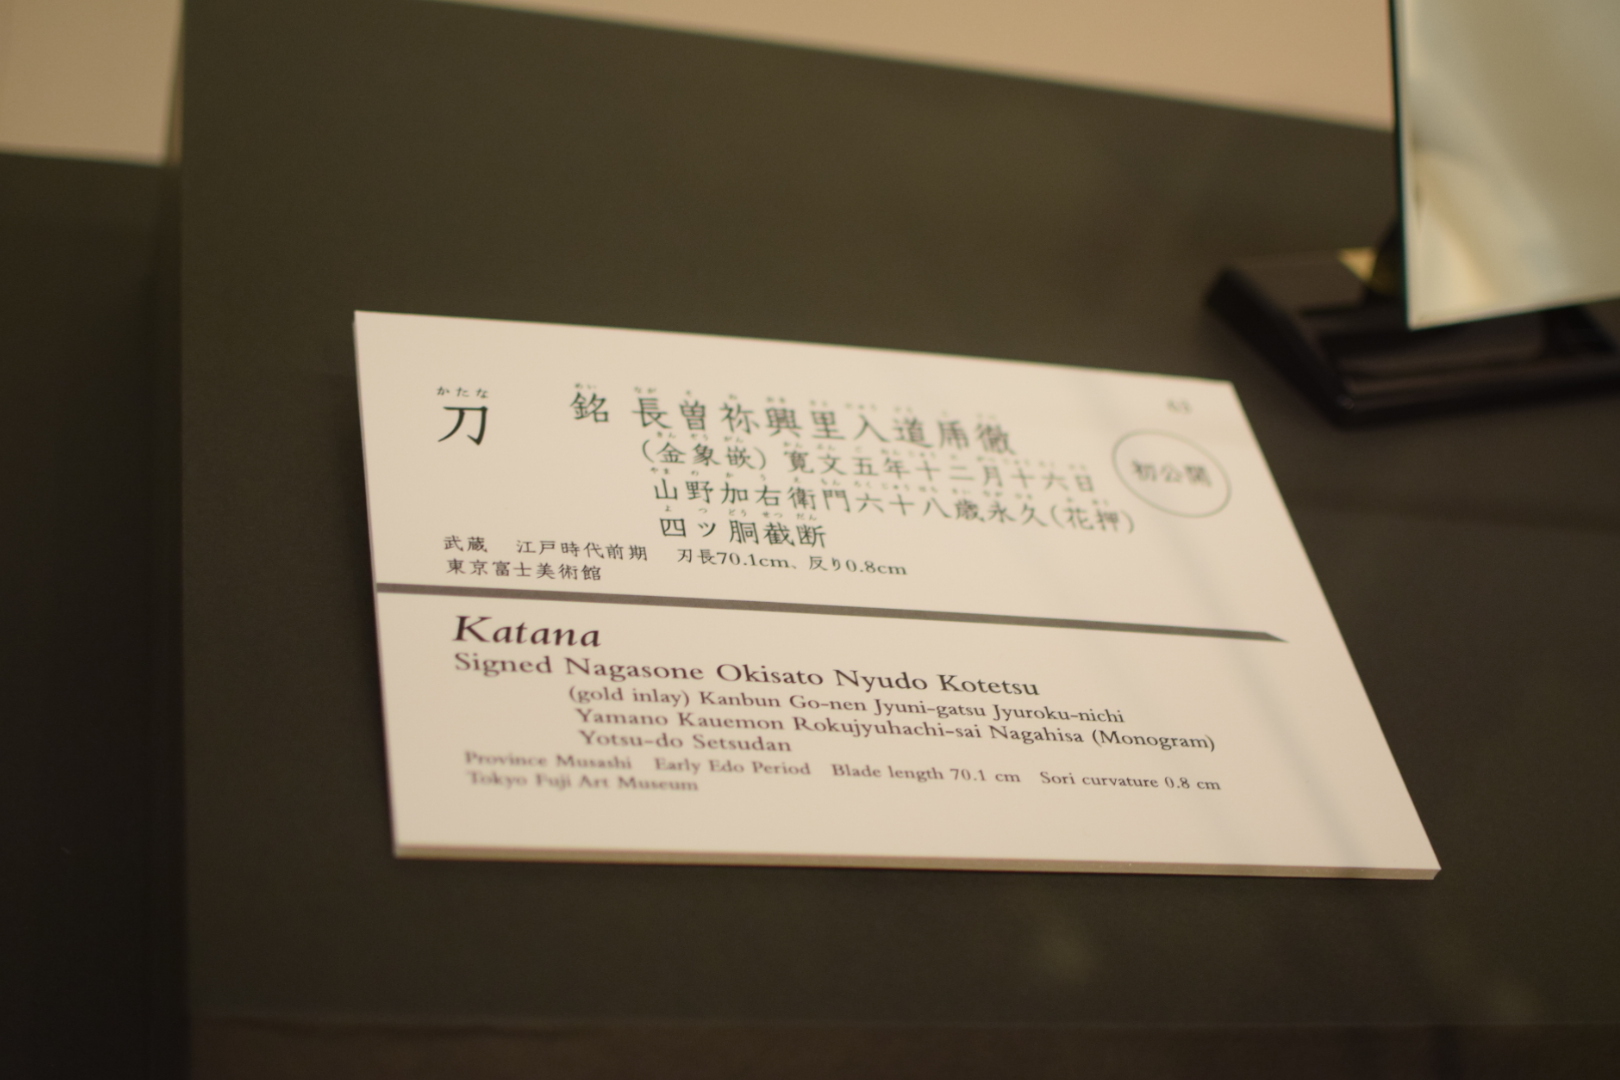 かたな
刀
銘 長曽祢興里入道乕徹
(金象嵌) 寛文五年十二月十六日
山野加右衛門六十八歳永久(花押)
四ツ胴截断
初公開
武蔵 江戸時代前期 刃長70.1cm、反り0.8cm
東京富士美術館
Katana
Signed Nagasone Okisato Nyudo Kotetsu
(gold inlay) Kanbun Go-nen Jyuni-gatsu Jyuroku-nichi
Yamano Kauemon Rokujyuhachi-sai Nagahisa (Monogram)
Yotsu-do Setsudan
Province Musashi Early Edo Period Blade length 70.1 cm Sori curvature 0.8 cm
Tokyo Fuji Art Museum